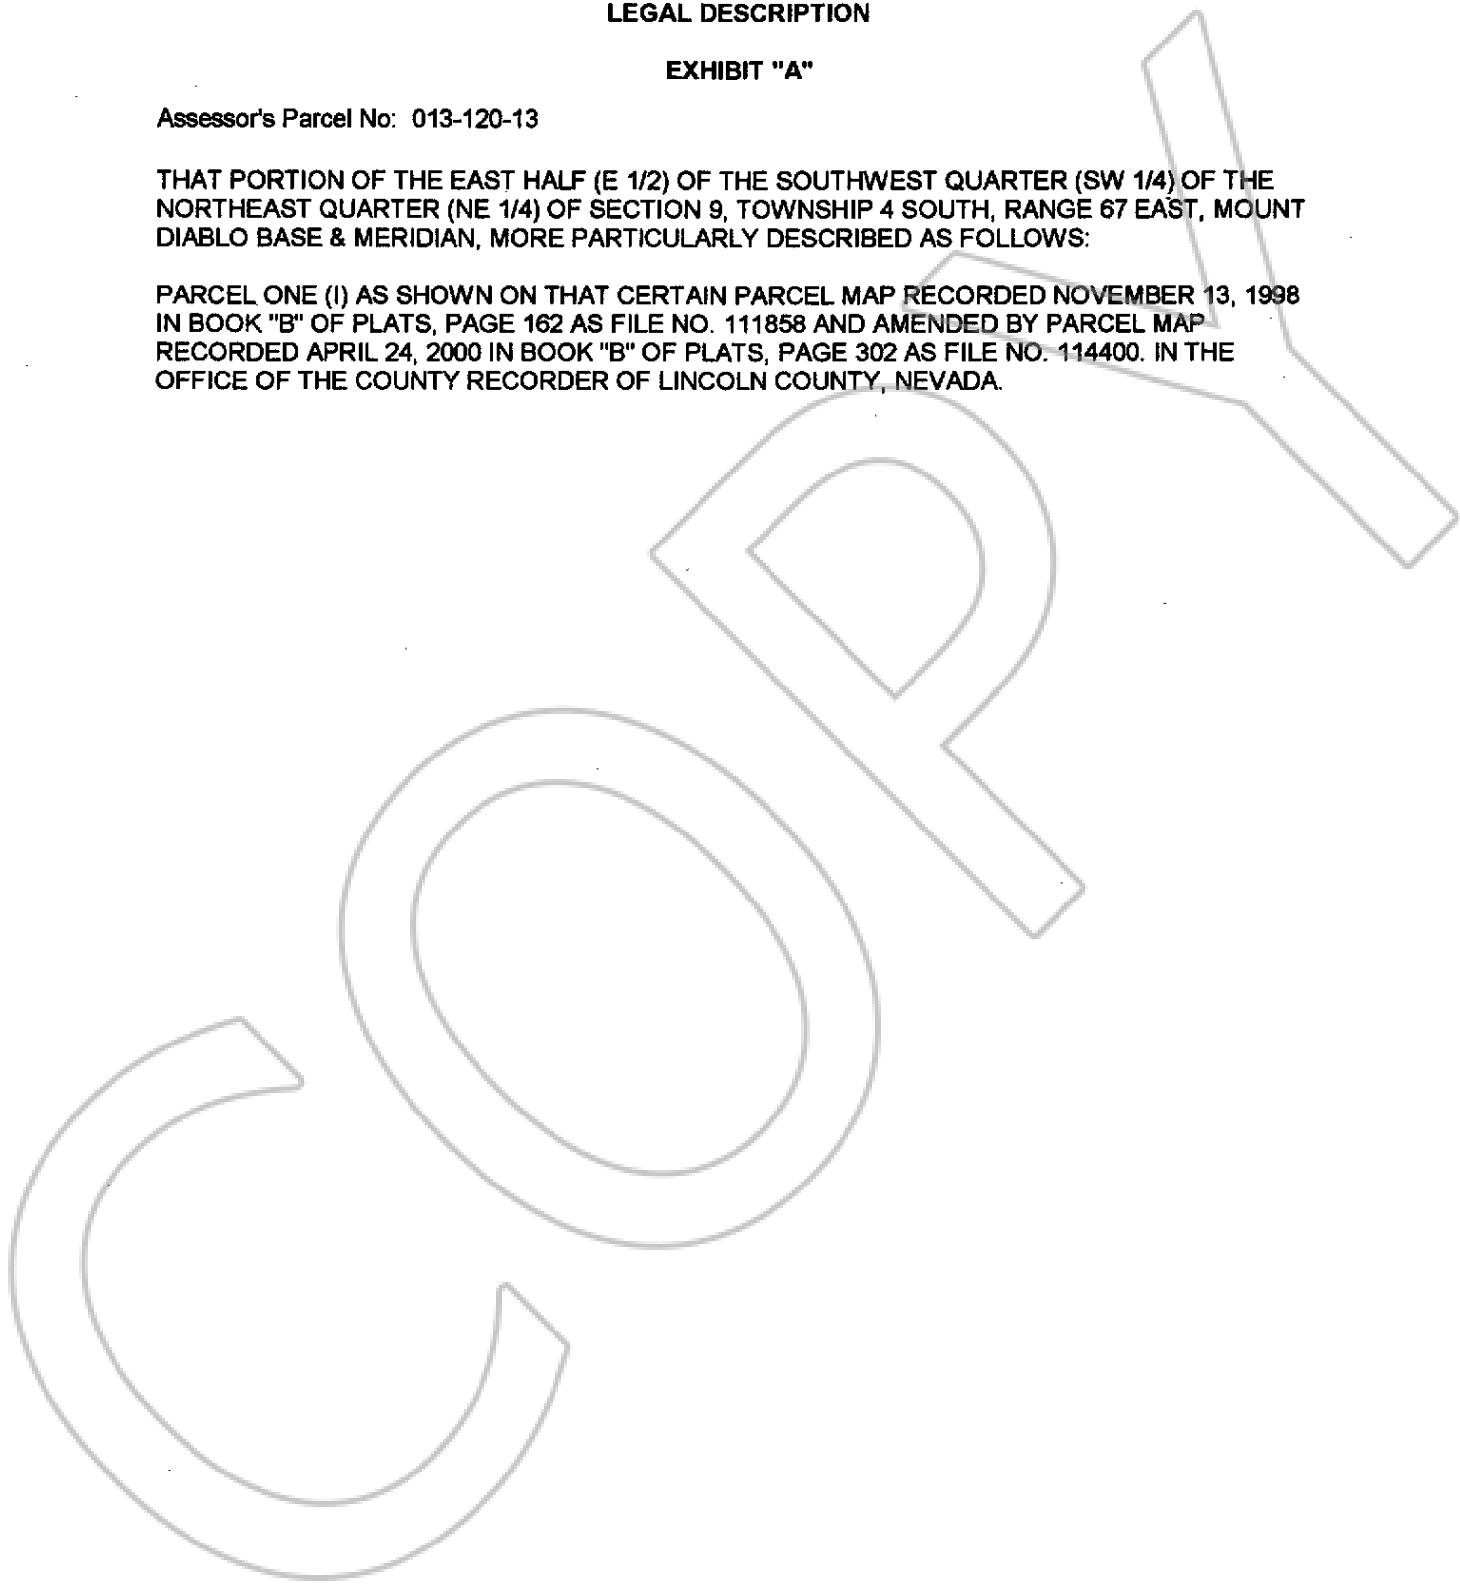 LEGAL DESCRIPTION
EXHIBIT "A"
Assessor's Parcel No: 013-120-13
THAT PORTION OF THE EAST HALF (E 1/2) OF THE SOUTHWEST QUARTER (SW 1/4) OF THE
NORTHEAST QUARTER (NE 1/4) OF SECTION 9, TOWNSHIP 4 SOUTH, RANGE 67 EAST, MOUNT
DIABLO BASE & MERIDIAN, MORE PARTICULARLY DESCRIBED AS FOLLOWS:
PARCEL ONE (I) AS SHOWN ON THAT CERTAIN PARCEL MAP RECORDED NOVEMBER 13, 1998
IN BOOK "B" OF PLATS, PAGE 162 AS FILE NO. 111858 AND AMENDED BY PARCEL MAP
RECORDED APRIL 24, 2000 IN BOOK "B" OF PLATS, PAGE 302 AS FILE NO. 114400. IN THE
OFFICE OF THE COUNTY RECORDER OF LINCOLN COUNTY, NEVADA.
COPY